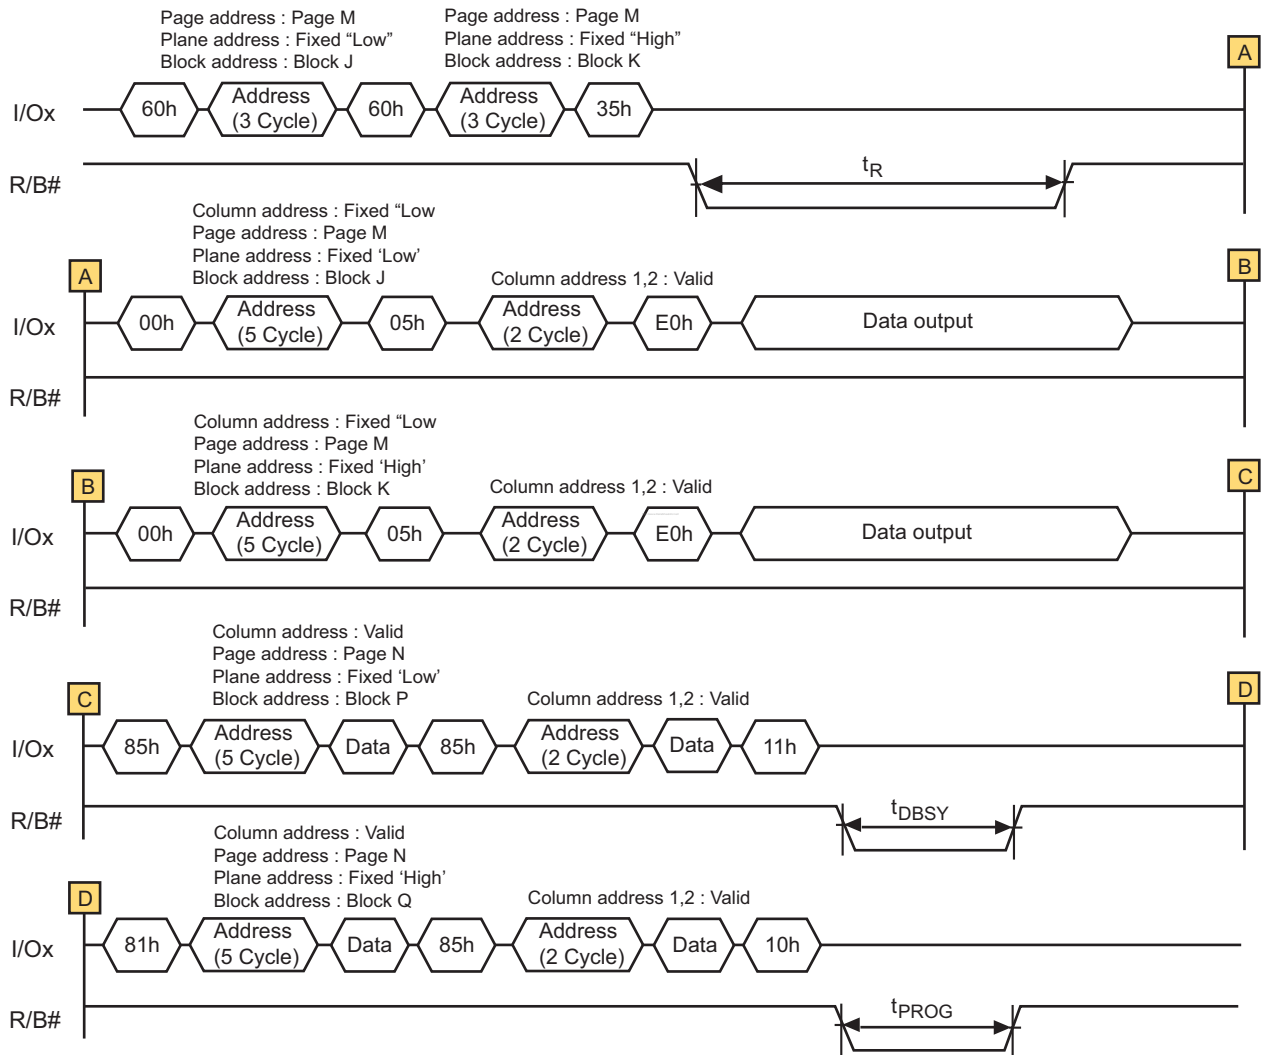 Page address : Page M
Plane address : Fixed “Low”
Block address : Block J
Page address : Page M
Plane address : Fixed “High”
Block address : Block K
A
I/Ox
60h
Address
(3 Cycle)
60h
Address
(3 Cycle)
35h
R/B#
tR
Column address : Fixed “Low
Page address : Page M
Plane address : Fixed ‘Low’
Block address : Block J
Column address 1,2 : Valid
A
B
I/Ox
00h
Address
(5 Cycle)
05h
Address
(2 Cycle)
E0h
Data output
R/B#
Column address : Fixed “Low
Page address : Page M
Plane address : Fixed ‘High’
Block address : Block K
Column address 1,2 : Valid
B
C
I/Ox
00h
Address
(5 Cycle)
05h
Address
(2 Cycle)
E0h
Data output
R/B#
Column address : Valid
Page address : Page N
Plane address : Fixed ‘Low’
Block address : Block P
Column address 1,2 : Valid
C
D
I/Ox
85h
Address
(5 Cycle)
Data
85h
Address
(2 Cycle)
Data
11h
R/B#
tDBSY
Column address : Valid
Page address : Page N
Plane address : Fixed ‘High’
Block address : Block Q
Column address 1,2 : Valid
D
I/Ox
81h
Address
(5 Cycle)
Data
85h
Address
(2 Cycle)
Data
10h
R/B#
tPROG